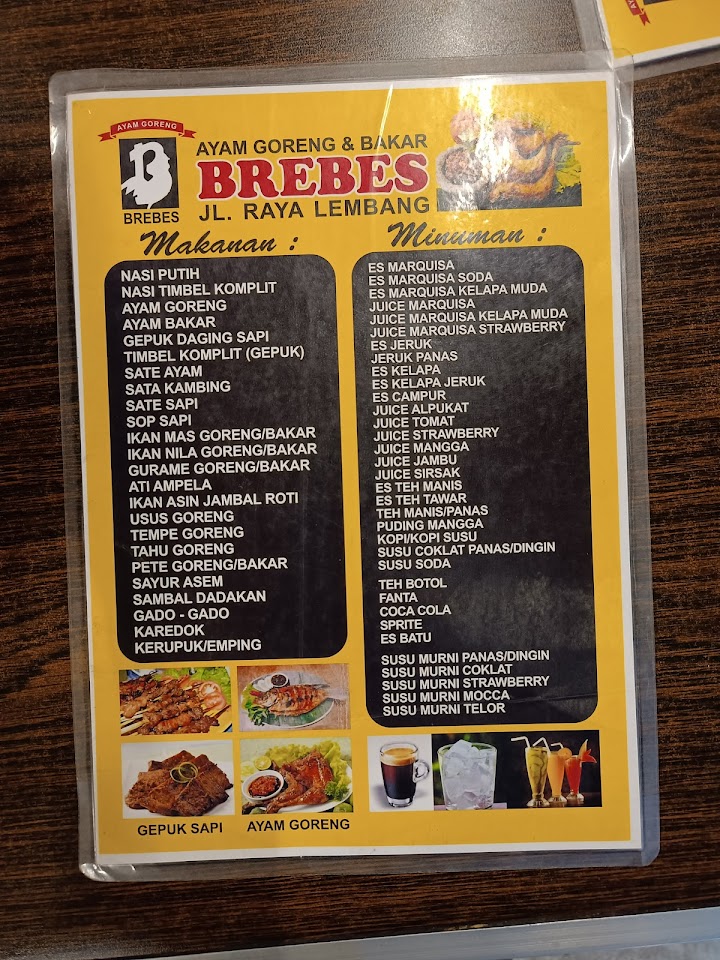 AYAM GORENG
BREBES
AYAM GORENG & BAKAR
BREBES
JL. RAYA LEMBANG
Makanan :
NASI PUTIH
NASI TIMBEL KOMPLIT
AYAM GORENG
AYAM BAKAR
GEPUK DAGING SAPI
TIMBEL KOMPLIT (GEPUK)
SATE AYAM
SATA KAMBING
SATE SAPI
SOP SAPI
IKAN MAS GORENG/BAKAR
IKAN NILA GORENG/BAKAR
GURAME GORENG/BAKAR
ATI AMPELA
IKAN ASIN JAMBAL ROTI
USUS GORENG
TEMPE GORENG
TAHU GORENG
PETE GORENG/BAKAR
SAYUR ASEM
SAMBAL DADAKAN
GADO - GADO
KAREDOK
KERUPUK/EMPING
Minuman :
ES MARQUISA
ES MARQUISA SODA
ES MARQUISA KELAPA MUDA
JUICE MARQUISA
JUICE MARQUISA KELAPA MUDA
JUICE MARQUISA STRAWBERRY
ES JERUK
JERUK PANAS
ES KELAPA
ES KELAPA JERUK
ES CAMPUR
JUICE ALPUKAT
JUICE TOMAT
JUICE STRAWBERRY
JUICE MANGGA
JUICE JAMBU
JUICE SIRSAK
ES TEH MANIS
ES TEH TAWAR
TEH MANIS/PANAS
PUDING MANGGA
KOPI/KOPI SUSU
SUSU COKLAT PANAS/DINGIN
SUSU SODA
TEH BOTOL
FANTA
COCA COLA
SPRITE
ES BATU
SUSU MURNI PANAS/DINGIN
SUSU MURNI COKLAT
SUSU MURNI STRAWBERRY
SUSU MURNI MOCCA
SUSU MURNI TELOR
GEPUK SAPI
AYAM GORENG